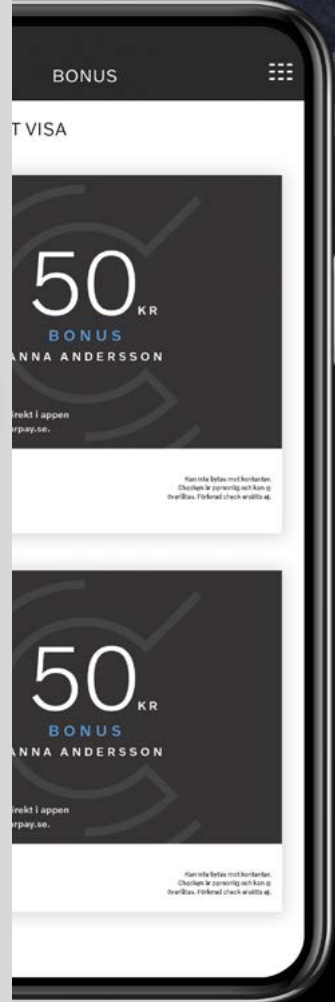 BONUS
T VISA
50 KR
BONUS
ANNA ANDERSSON
irekt i appen
rpay.se.
Kan inte bytas mot kontanter.
Checken är personlig och kan ej
överlåtas. Förlorad check ersätts ej.
50 KR
BONUS
ANNA ANDERSSON
irekt i appen
rpay.se.
Kan inte bytas mot kontanter.
Checken är personlig och kan ej
överlåtas. Förlorad check ersätts ej.